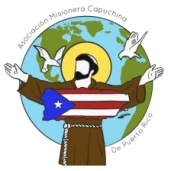 Asociación Misionera Capuchina
De Puerto Rico